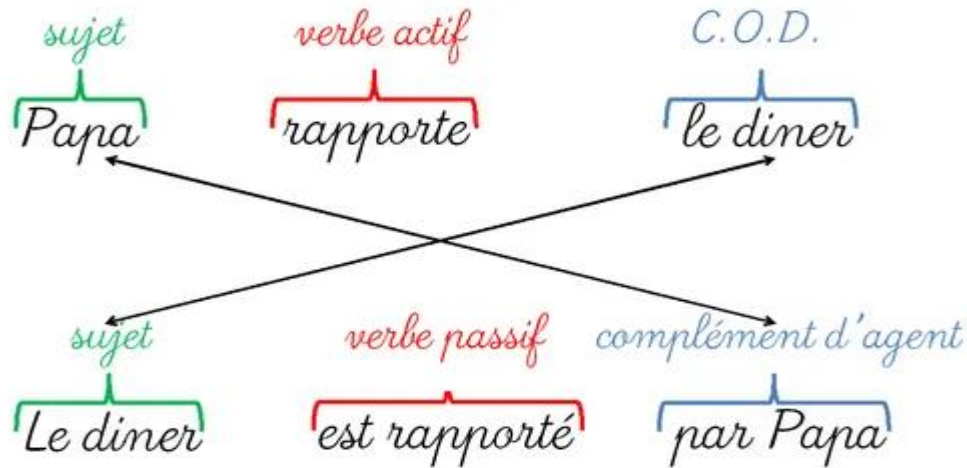 sujet verbe actif C.O.D.
Papa rapporte le diner
sujet verbe passif complément d'agent
Le diner est rapporté par Papa